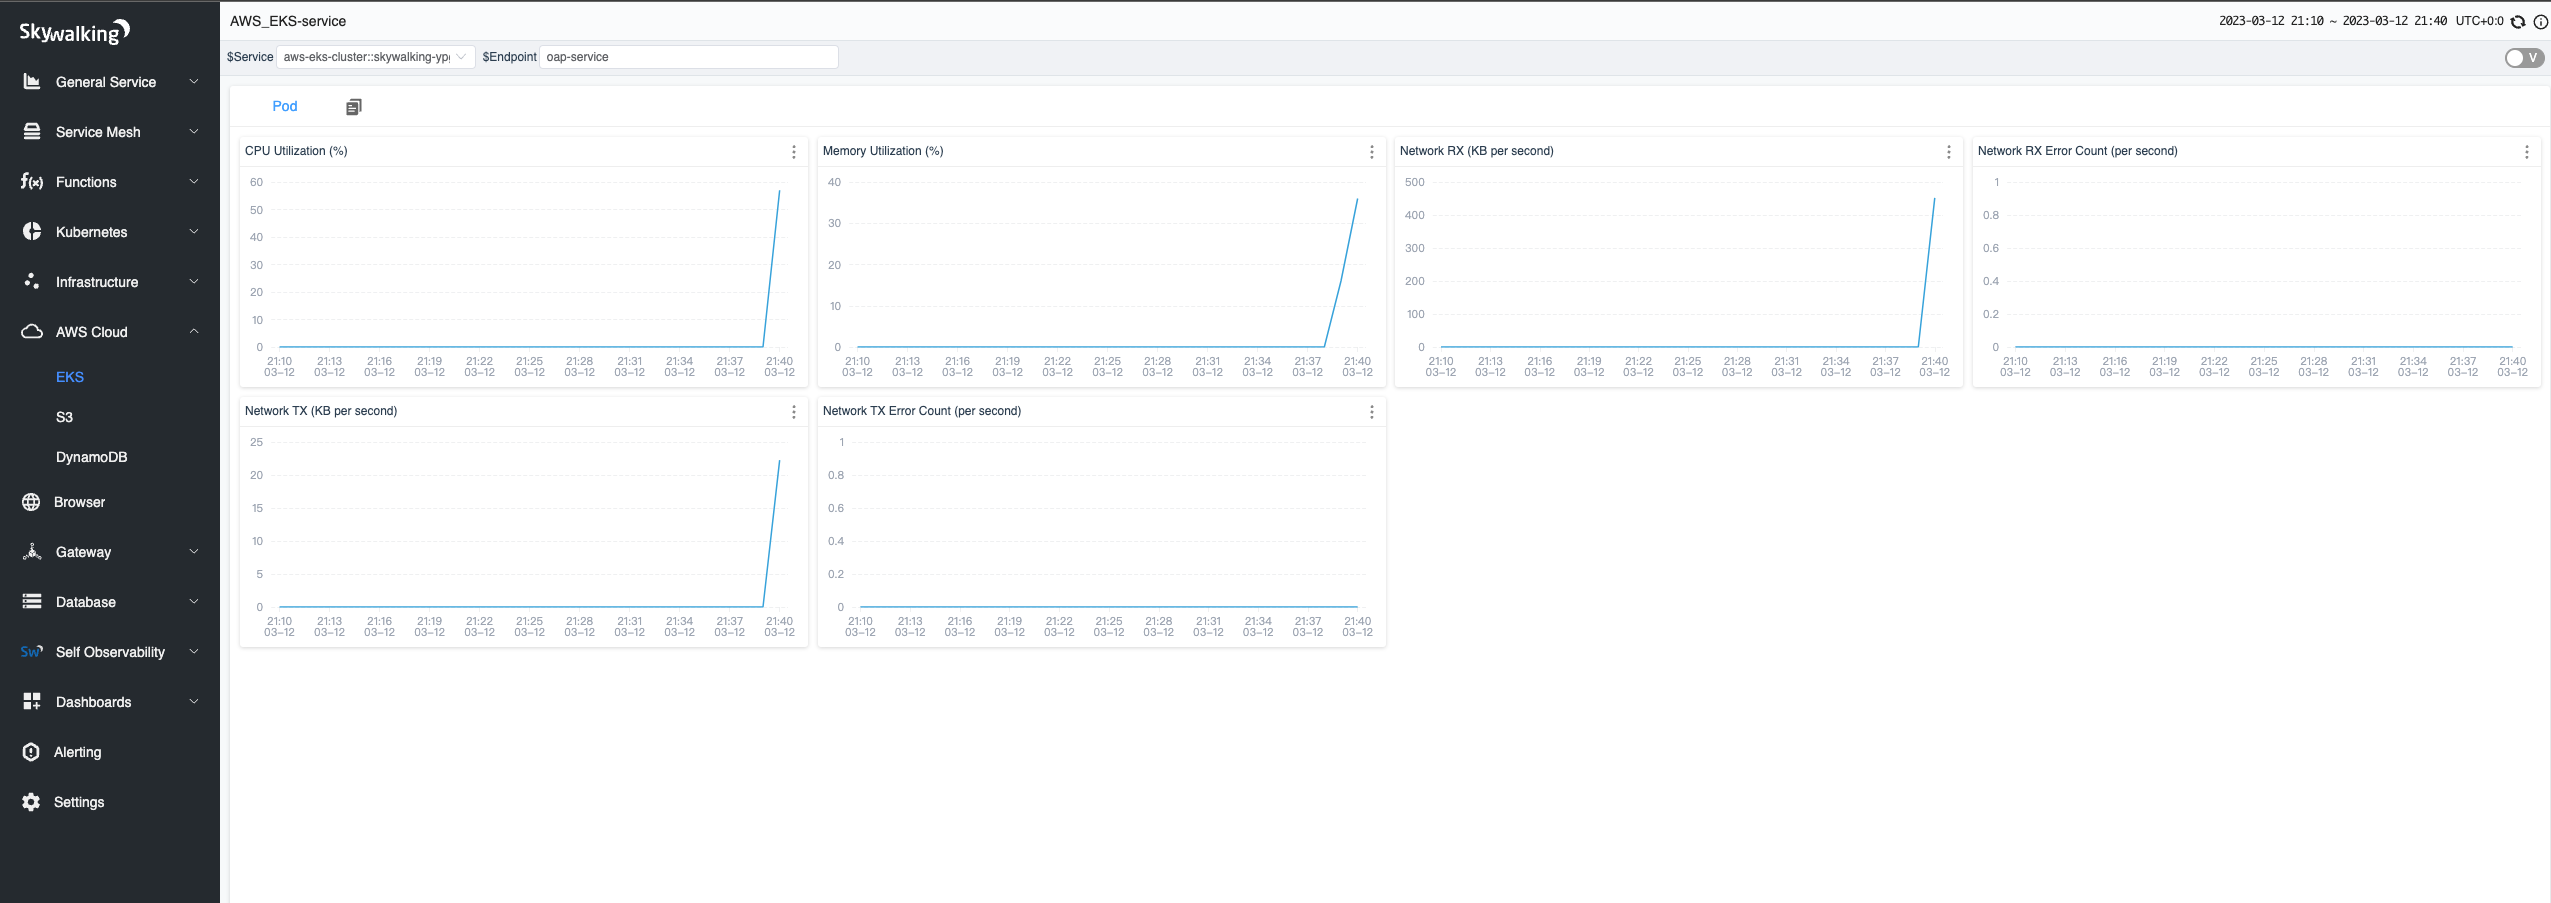 Skywalking
General Service
Service Mesh
Functions
Kubernetes
Infrastructure
AWS Cloud
EKS
S3
DynamoDB
Browser
Gateway
Database
Sw Self Observability
Dashboards
Alerting
Settings
AWS_EKS-service
2023-03-12 21:10 ~ 2023-03-12 21:40 UTC+0:0
$Service aws-eks-cluster::skywalking-yp $Endpoint oap-service
V
Pod
CPU Utilization (%)
60
50
40
30
20
10
0
21:10 21:13 21:16 21:19 21:22 21:25 21:28 21:31 21:34 21:37 21:40
03-12 03-12 03-12 03-12 03-12 03-12 03-12 03-12 03-12 03-12 03-12
Memory Utilization (%)
40
30
20
10
0
21:10 21:13 21:16 21:19 21:22 21:25 21:28 21:31 21:34 21:37 21:40
03-12 03-12 03-12 03-12 03-12 03-12 03-12 03-12 03-12 03-12 03-12
Network RX (KB per second)
500
400
300
200
100
0
21:10 21:13 21:16 21:19 21:22 21:25 21:28 21:31 21:34 21:37 21:40
03-12 03-12 03-12 03-12 03-12 03-12 03-12 03-12 03-12 03-12 03-12
Network RX Error Count (per second)
1
0.8
0.6
0.4
0.2
0
21:10 21:13 21:16 21:19 21:22 21:25 21:28 21:31 21:34 21:37 21:40
03-12 03-12 03-12 03-12 03-12 03-12 03-12 03-12 03-12 03-12 03-12
Network TX (KB per second)
25
20
15
10
5
0
21:10 21:13 21:16 21:19 21:22 21:25 21:28 21:31 21:34 21:37 21:40
03-12 03-12 03-12 03-12 03-12 03-12 03-12 03-12 03-12 03-12 03-12
Network TX Error Count (per second)
1
0.8
0.6
0.4
0.2
0
21:10 21:13 21:16 21:19 21:22 21:25 21:28 21:31 21:34 21:37 21:40
03-12 03-12 03-12 03-12 03-12 03-12 03-12 03-12 03-12 03-12 03-12